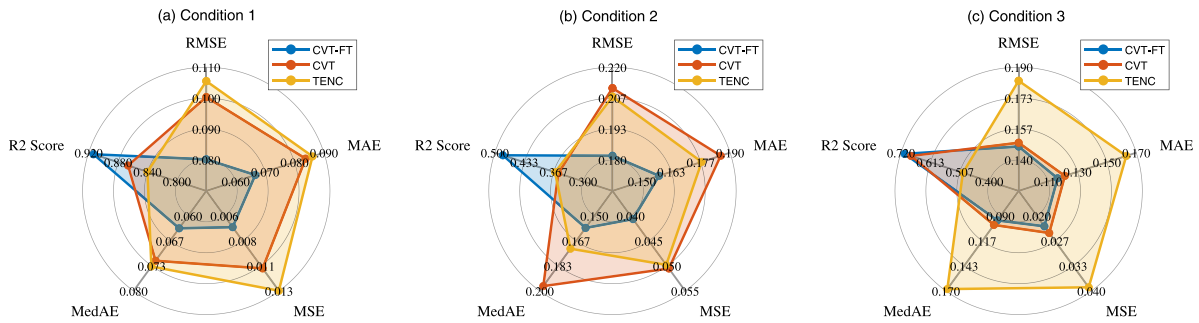 (a) Condition 1
RMSE
CVT-FT
CVT
TENC
0.110
0.100
0.090
0.080
R2 Score
0.920
0.880
0.840
0.800
MAE
0.090
0.080
0.070
0.060
MedAE
0.060
0.067
0.073
0.080
MSE
0.006
0.008
0.011
0.013
(b) Condition 2
RMSE
CVT-FT
CVT
TENC
0.220
0.207
0.193
0.180
R2 Score
0.500
0.433
0.367
0.300
MAE
0.190
0.177
0.163
0.150
MedAE
0.150
0.167
0.183
0.200
MSE
0.040
0.045
0.050
0.055
(c) Condition 3
RMSE
CVT-FT
CVT
TENC
0.190
0.173
0.157
0.140
R2 Score
0.720
0.613
0.507
0.400
MAE
0.170
0.150
0.130
0.110
MedAE
0.090
0.117
0.143
0.170
MSE
0.020
0.027
0.033
0.040